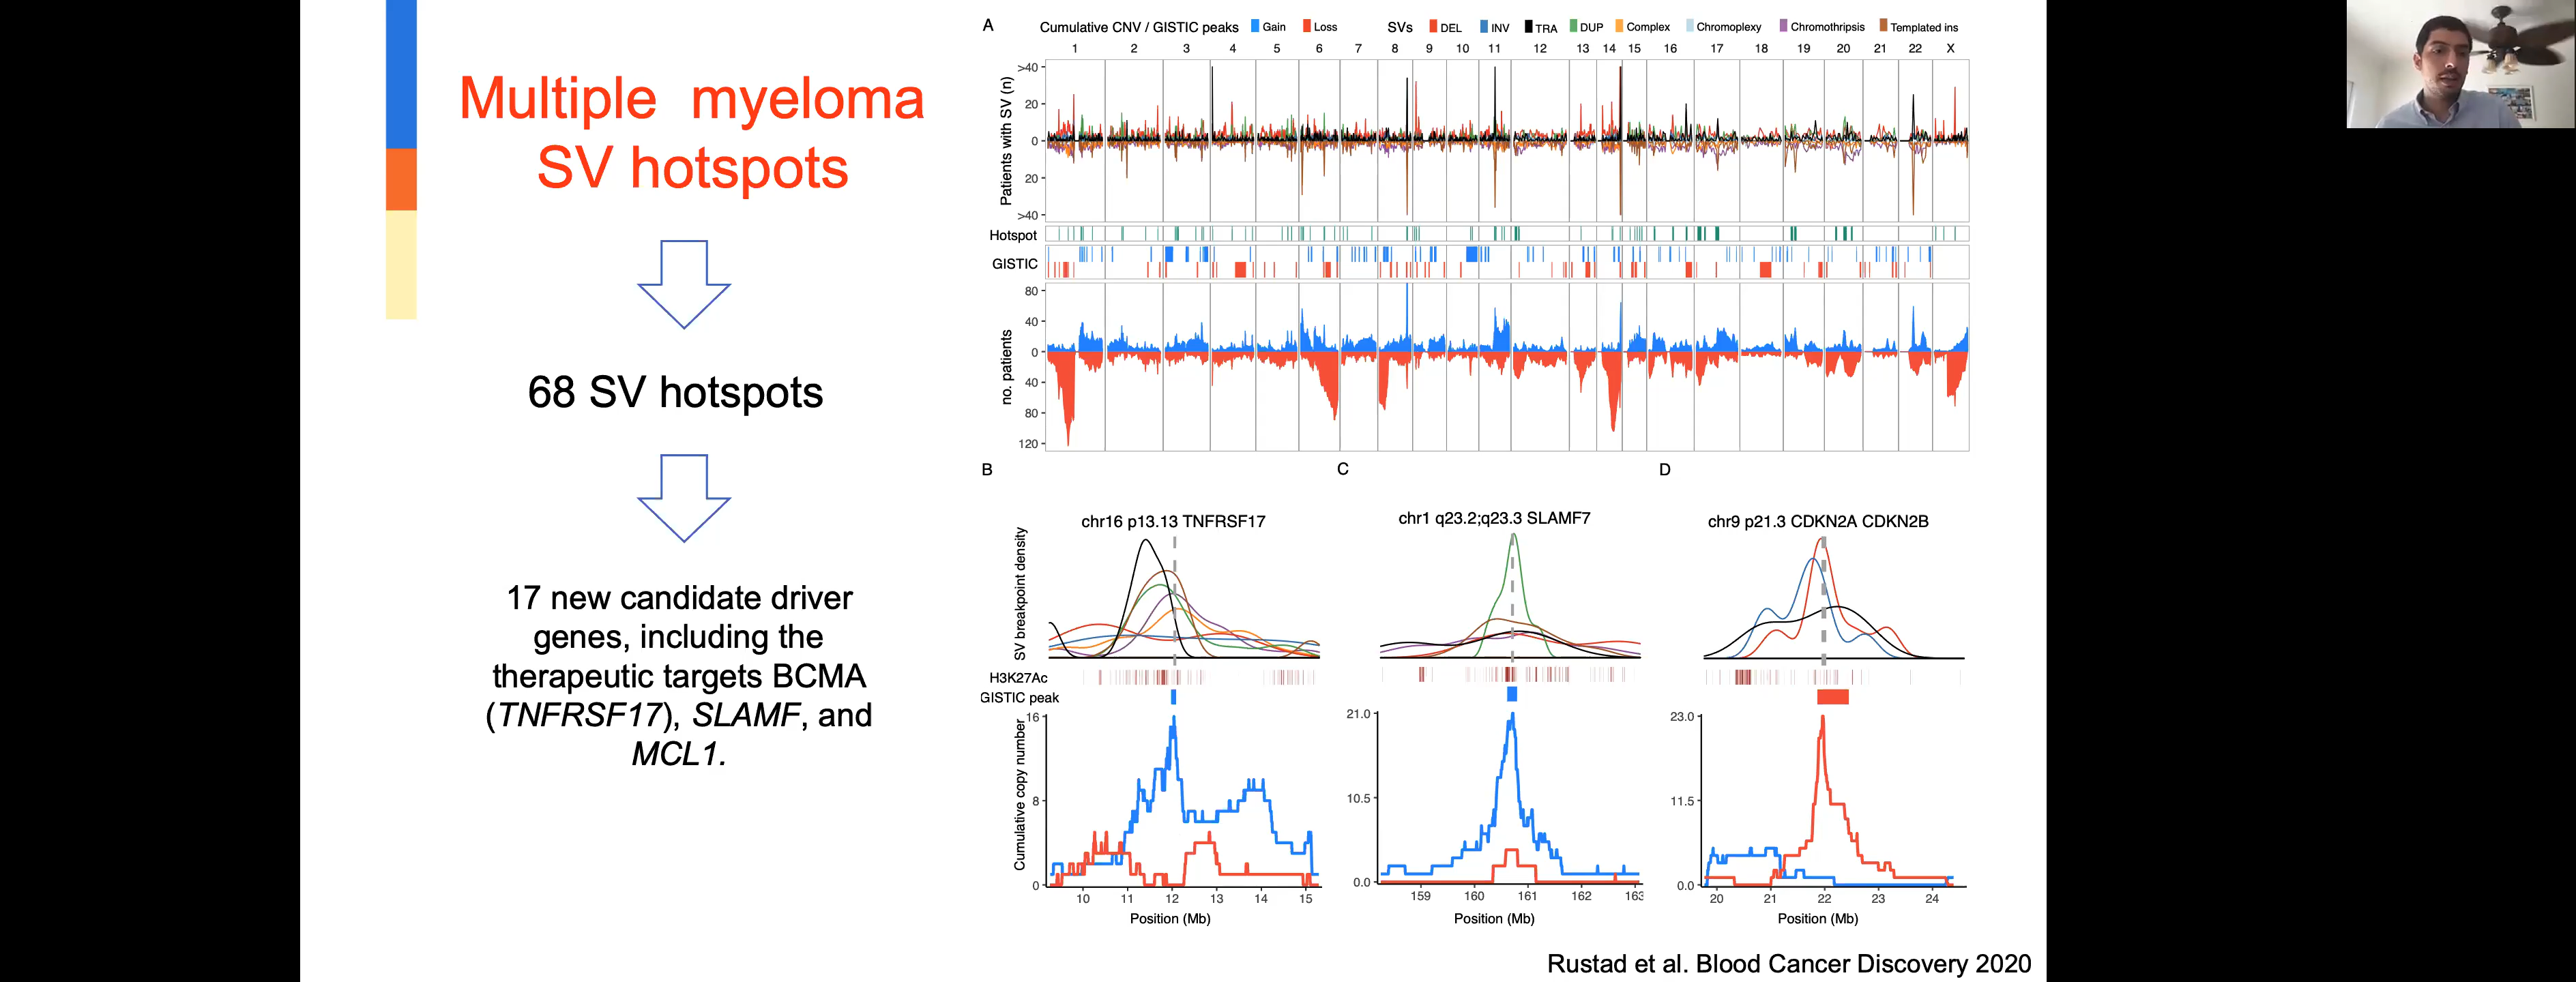 Multiple myeloma
SV hotspots
68 SV hotspots
17 new candidate driver
genes, including the
therapeutic targets BCMA
(TNFRSF17), SLAMF, and
MCL1.
A
Cumulative CNV / GISTIC peaks Gain Loss SVs DEL INV TRA DUP Complex Chromoplexy Chromothripsis Templated ins
1 2 3 4 5 6 7 8 9 10 11 12 13 14 15 16 17 18 19 20 21 22 X
Patients with SV (n)
>40
20
0
20
>40
Hotspot
GISTIC
no. patients
80
40
0
40
80
120
B
chr16 p13.13 TNFRSF17
SV breakpoint density
H3K27Ac
GISTIC peak
Cumulative copy number
16
8
0
10 11 12 13 14 15
Position (Mb)
C
chr1 q23.2;q23.3 SLAMF7
21.0
10.5
0.0
159 160 161 162 163
Position (Mb)
D
chr9 p21.3 CDKN2A CDKN2B
23.0
11.5
0.0
20 21 22 23 24
Position (Mb)
Rustad et al. Blood Cancer Discovery 2020